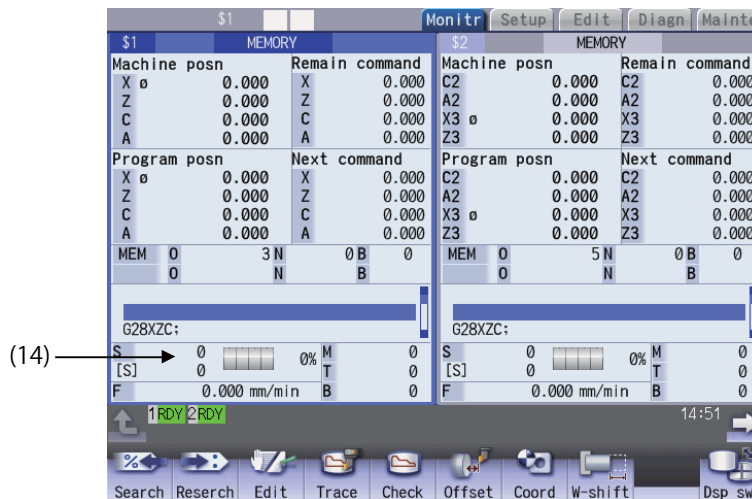 $1 Monitr Setup Edit Diagn Mainte
$1 MEMORY $2 MEMORY
Machine posn Remain command Machine posn Remain command
X ø 0.000 X 0.000 C2 0.000 C2 0.000
Z 0.000 Z 0.000 A2 0.000 A2 0.000
C 0.000 C 0.000 X3 ø 0.000 X3 0.000
A 0.000 A 0.000 Z3 0.000 Z3 0.000
Program posn Next command Program posn Next command
X ø 0.000 X 0.000 C2 0.000 C2 0.000
Z 0.000 Z 0.000 A2 0.000 A2 0.000
C 0.000 C 0.000 X3 ø 0.000 X3 0.000
A 0.000 A 0.000 Z3 0.000 Z3 0.000
MEM O 3 N 0 B 0 MEM O 5 N 0 B 0
O N B O N B
G28XZC; G28XZC;
(14) S 0 0% M 0 S 0 0% M 0
[S] 0 T 0 [S] 0 T 0
F 0.000 mm/min B 0 F 0.000 mm/min B 0
1 RDY 2 RDY 14:51
Search Reserch Edit Trace Check Offset Coord W-shift Dsp sw